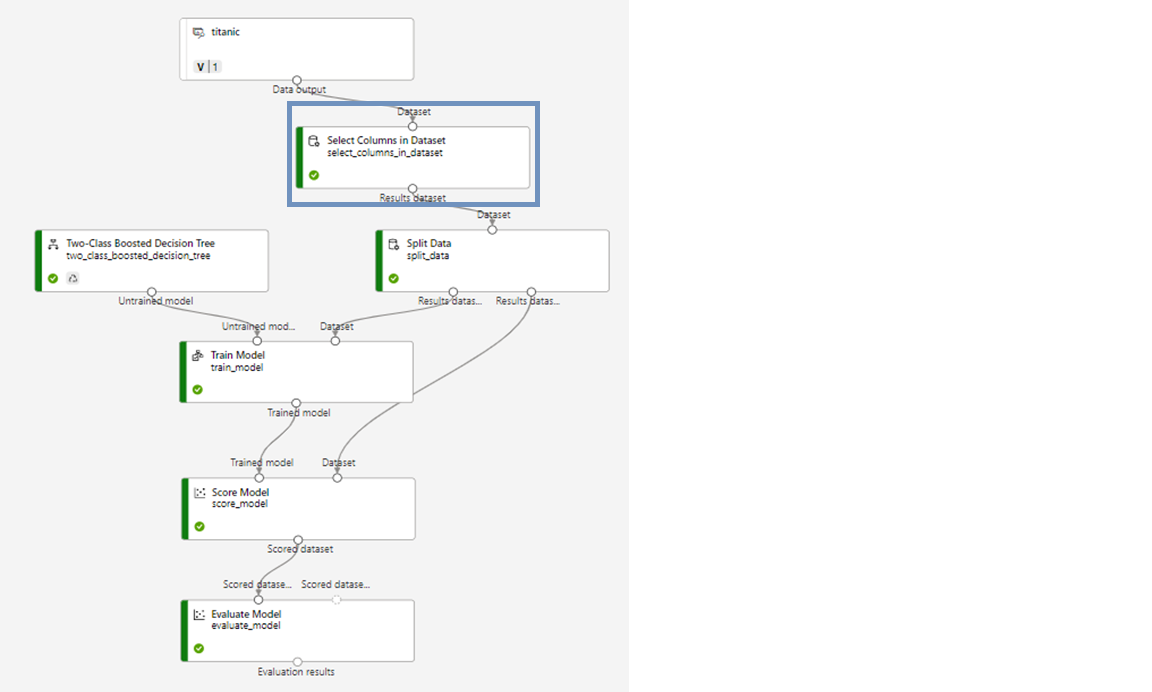 titanic
V | 1
Data output
Dataset
Select Columns in Dataset
select_columns_in_dataset
Results dataset
Dataset
Two-Class Boosted Decision Tree
two_class_boosted_decision_tree
Untrained model
Split Data
split_data
Results datas... Results datas...
Untrained mod... Dataset
Train Model
train_model
Trained model
Trained model Dataset
Score Model
score_model
Scored dataset
Scored datase... Scored datase...
Evaluate Model
evaluate_model
Evaluation results